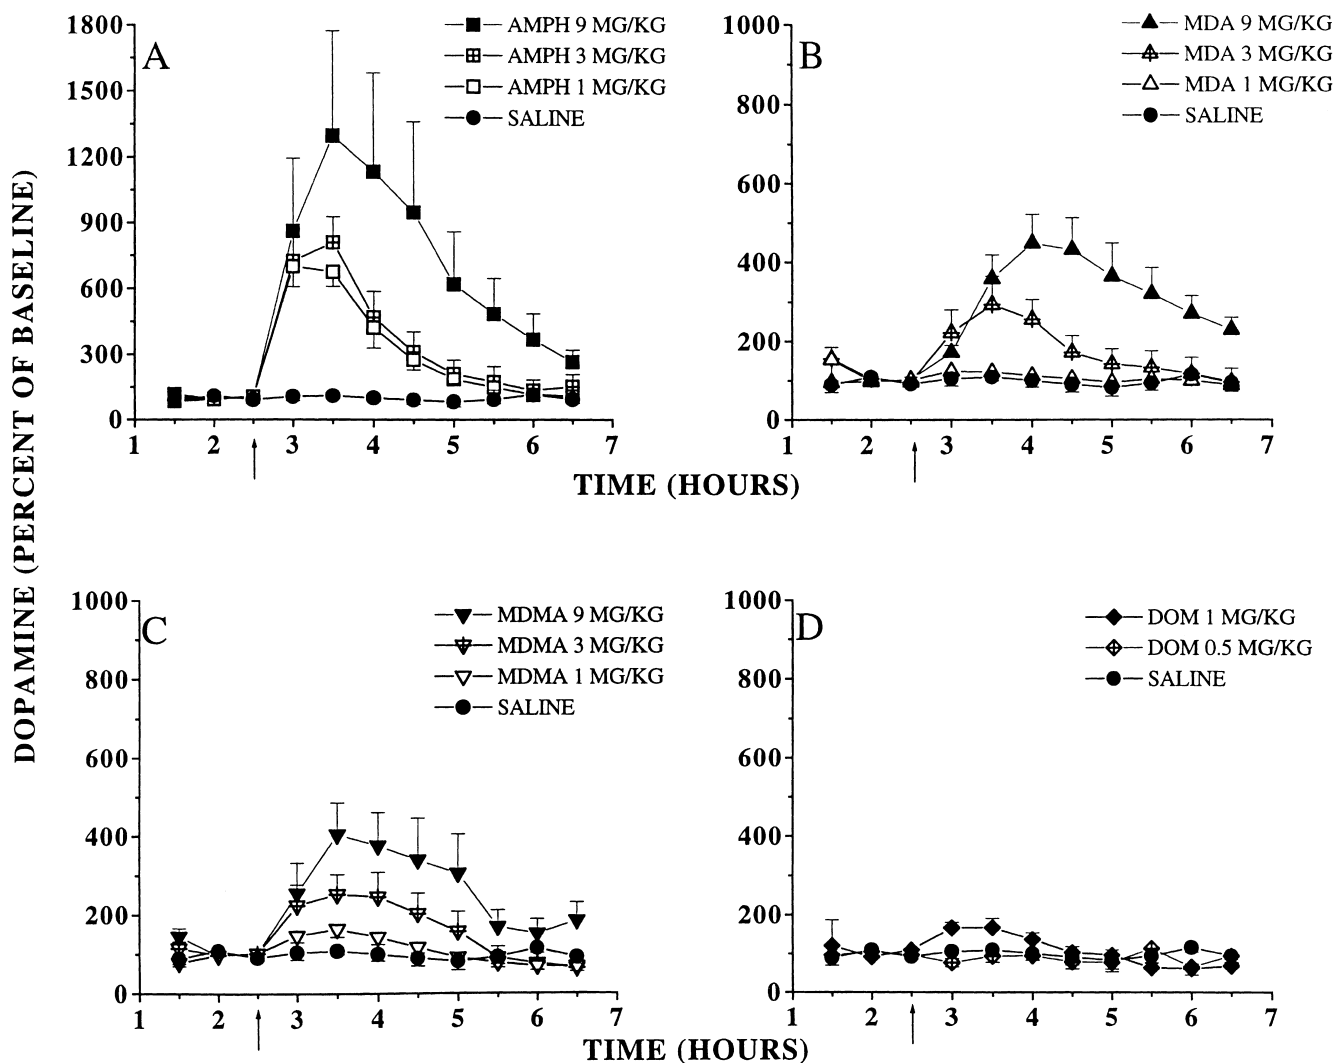 DOPAMINE (PERCENT OF BASELINE)
A
AMPH 9 MG/KG
AMPH 3 MG/KG
AMPH 1 MG/KG
SALINE
1800
1500
1200
900
600
300
0
1 2 3 4 5 6 7
B
MDA 9 MG/KG
MDA 3 MG/KG
MDA 1 MG/KG
SALINE
1000
800
600
400
200
0
1 2 3 4 5 6 7
TIME (HOURS)
C
MDMA 9 MG/KG
MDMA 3 MG/KG
MDMA 1 MG/KG
SALINE
1000
800
600
400
200
0
1 2 3 4 5 6 7
D
DOM 1 MG/KG
DOM 0.5 MG/KG
SALINE
1000
800
600
400
200
0
1 2 3 4 5 6 7
TIME (HOURS)